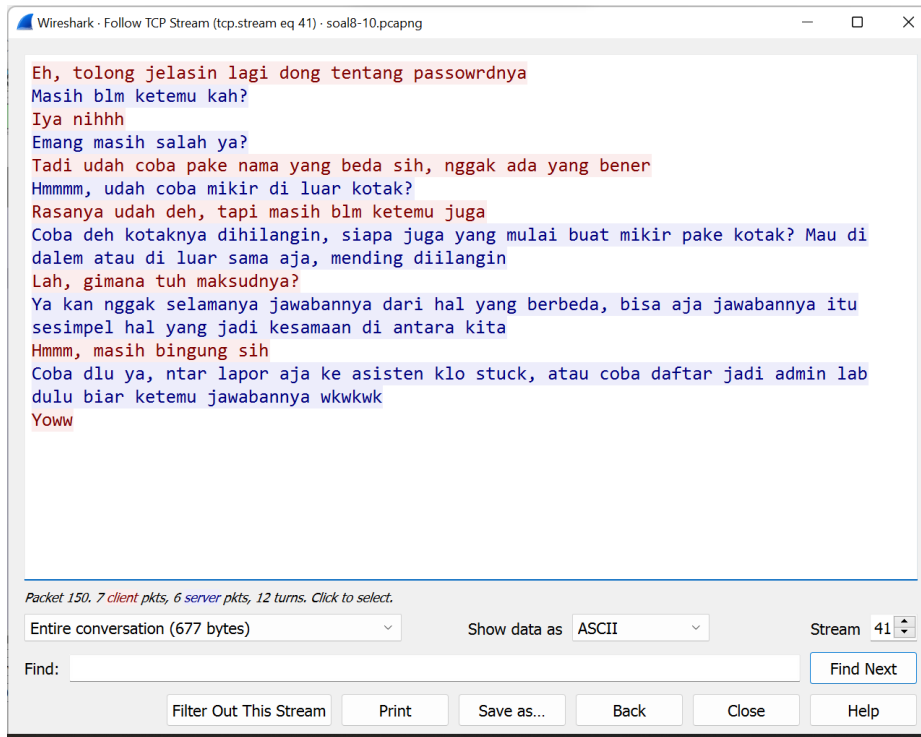 Wireshark · Follow TCP Stream (tcp.stream eq 41) · soal8-10.pcapng
Eh, tolong jelasin lagi dong tentang passowrdnya
Masih blm ketemu kah?
Iya nihhh
Emang masih salah ya?
Tadi udah coba pake nama yang beda sih, nggak ada yang bener
Hmmmm, udah coba mikir di luar kotak?
Rasanya udah deh, tapi masih blm ketemu juga
Coba deh kotaknya dihilangin, siapa juga yang mulai buat mikir pake kotak? Mau di
dalem atau di luar sama aja, mending diilangin
Lah, gimana tuh maksudnya?
Ya kan nggak selamanya jawabannya dari hal yang berbeda, bisa aja jawabannya itu
sesimpel hal yang jadi kesamaan di antara kita
Hmmm, masih bingung sih
Coba dlu ya, ntar lapor aja ke asisten klo stuck, atau coba daftar jadi admin lab
dulu biar ketemu jawabannya wkwkwk
Yoww
Packet 150. 7 client pkts, 6 server pkts, 12 turns. Click to select.
Entire conversation (677 bytes) Show data as ASCII Stream 41
Find: Find Next
Filter Out This Stream Print Save as... Back Close Help